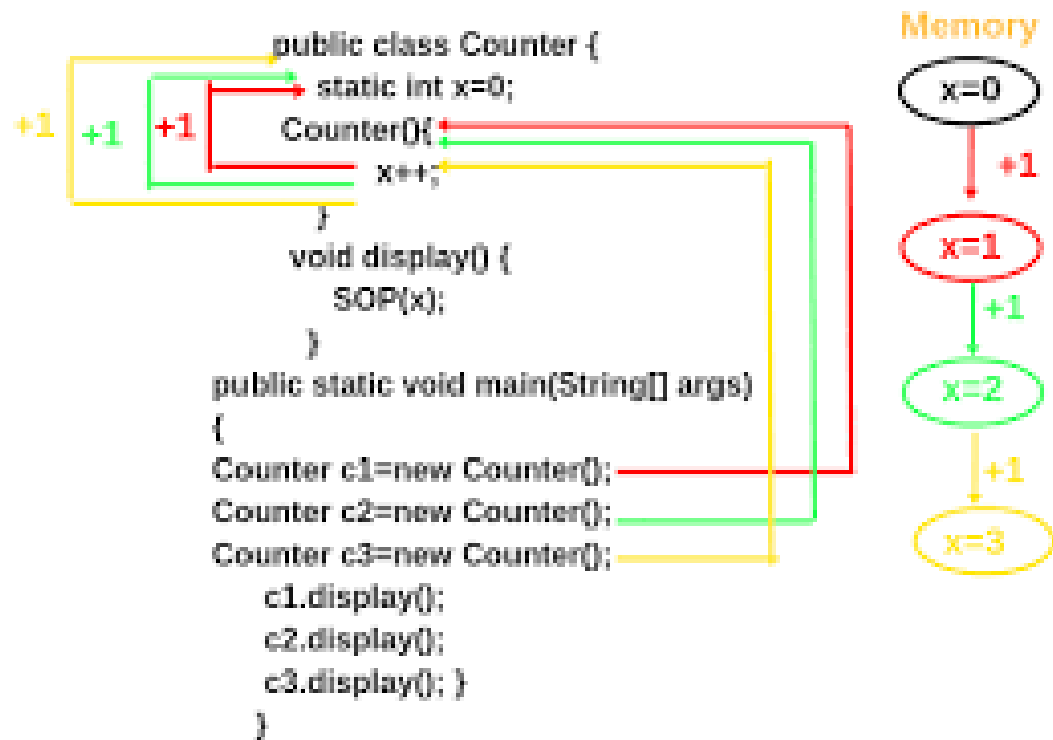 public class Counter {
static int x=0;
Counter(){
x++;
}
void display() {
SOP(x);
}
public static void main(String[] args)
{
Counter c1=new Counter();
Counter c2=new Counter();
Counter c3=new Counter();
c1.display();
c2.display();
c3.display(); }
}
+1
+1
+1
Memory
x=0
+1
x=1
+1
x=2
+1
x=3